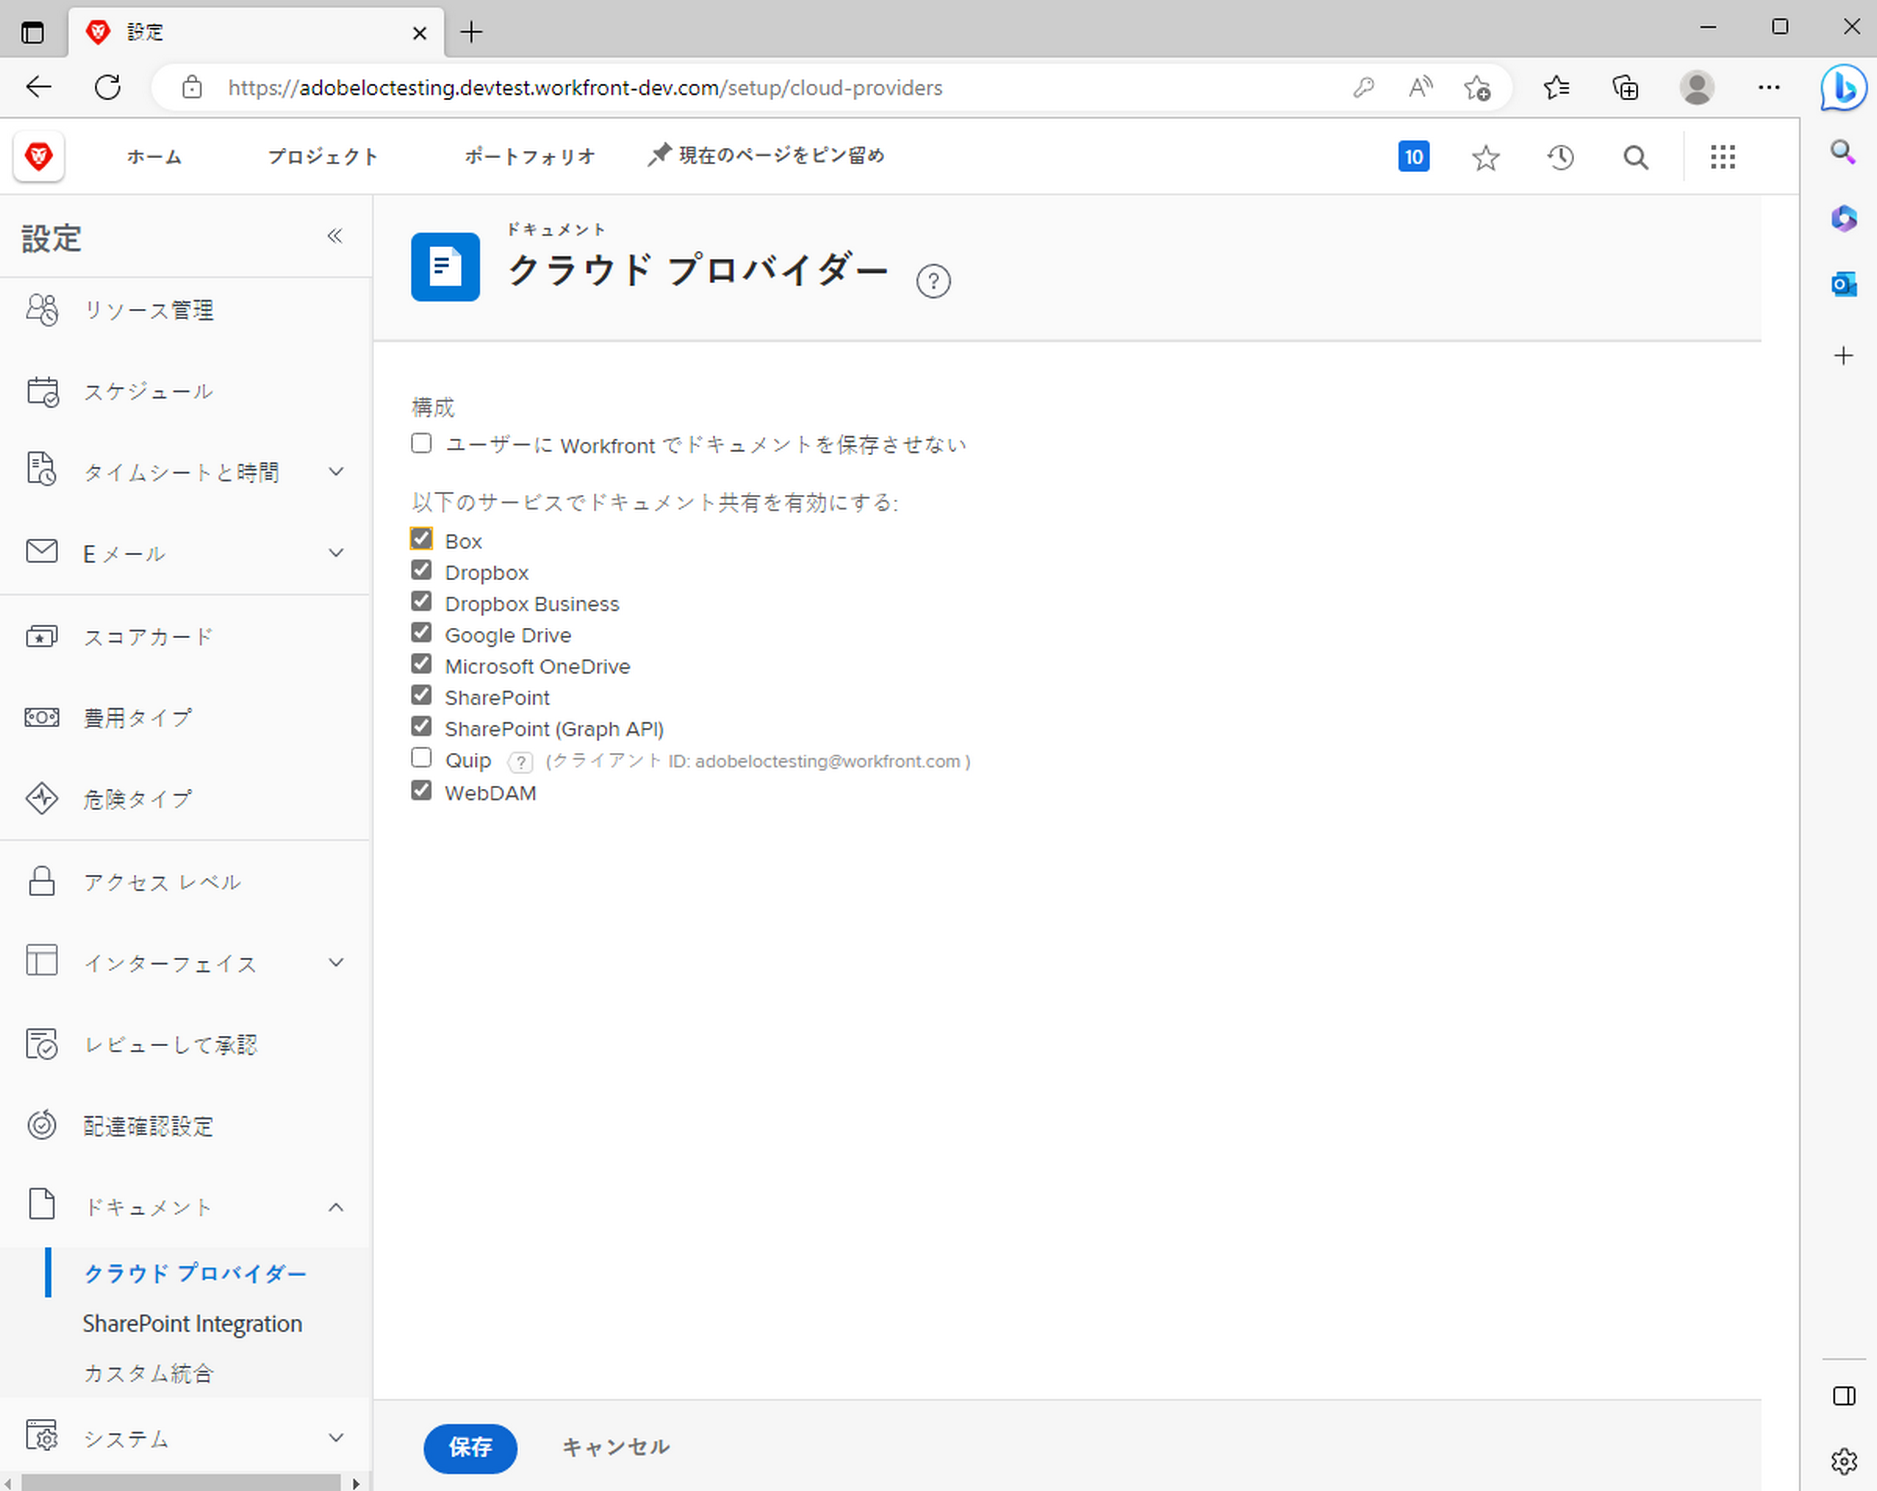 設定
https://adobeloctesting.devtest.workfront-dev.com/setup/cloud-providers
ホーム プロジェクト ポートフォリオ 現在のページをピン留め 10
設定
リソース管理
スケジュール
タイムシートと時間
E メール
スコアカード
費用タイプ
危険タイプ
アクセス レベル
インターフェイス
レビューして承認
配達確認設定
ドキュメント
クラウド プロバイダー
SharePoint Integration
カスタム統合
システム
ドキュメント
クラウド プロバイダー ?
構成
ユーザーに Workfront でドキュメントを保存させない
以下のサービスでドキュメント共有を有効にする:
Box
Dropbox
Dropbox Business
Google Drive
Microsoft OneDrive
SharePoint
SharePoint (Graph API)
Quip ? (クライアント ID: adobeloctesting@workfront.com )
WebDAM
保存 キャンセル